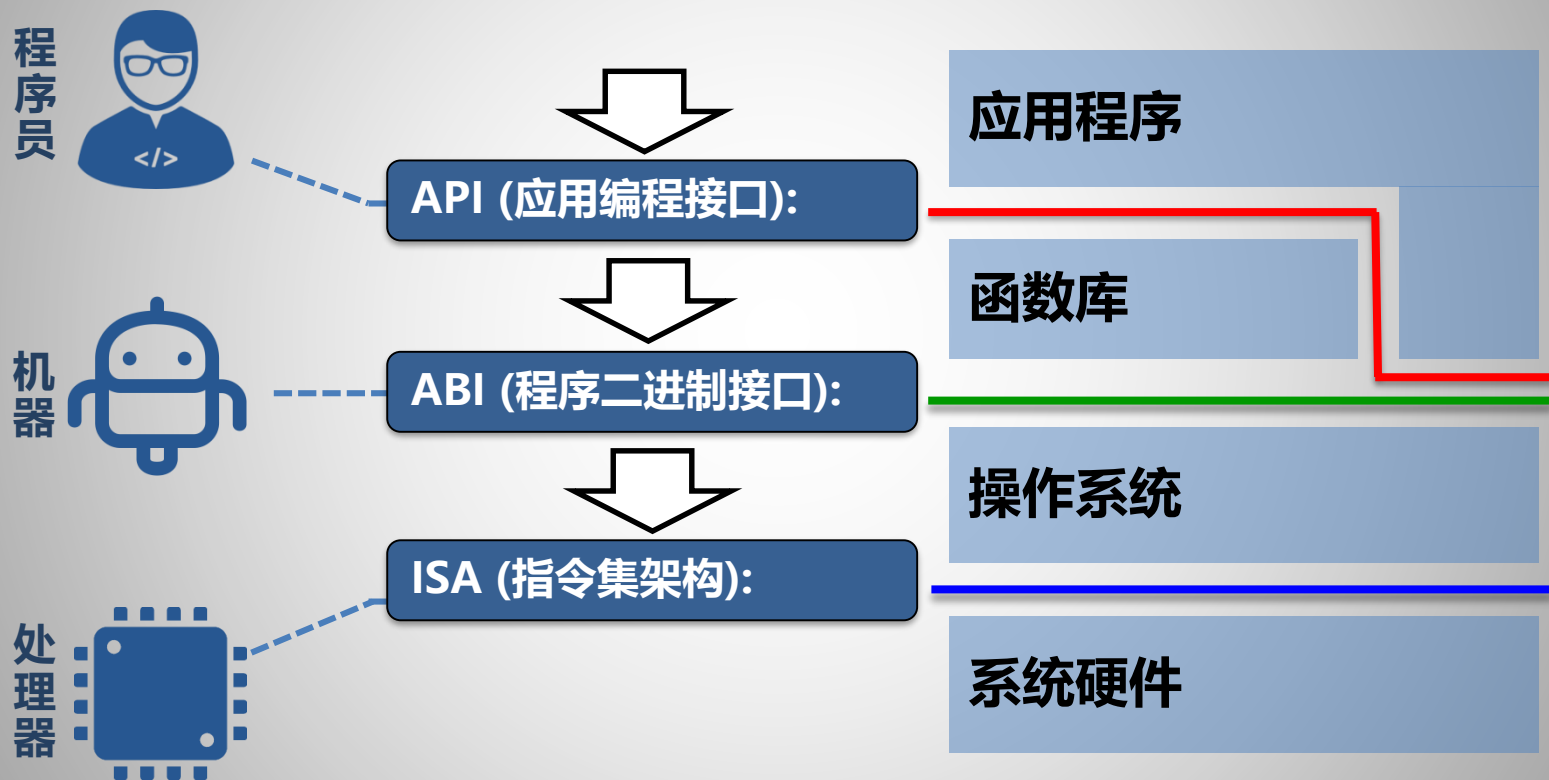 程序员
</>
应用程序
API (应用编程接口):
函数库
机器
ABI (程序二进制接口):
操作系统
ISA (指令集架构):
处理器
系统硬件